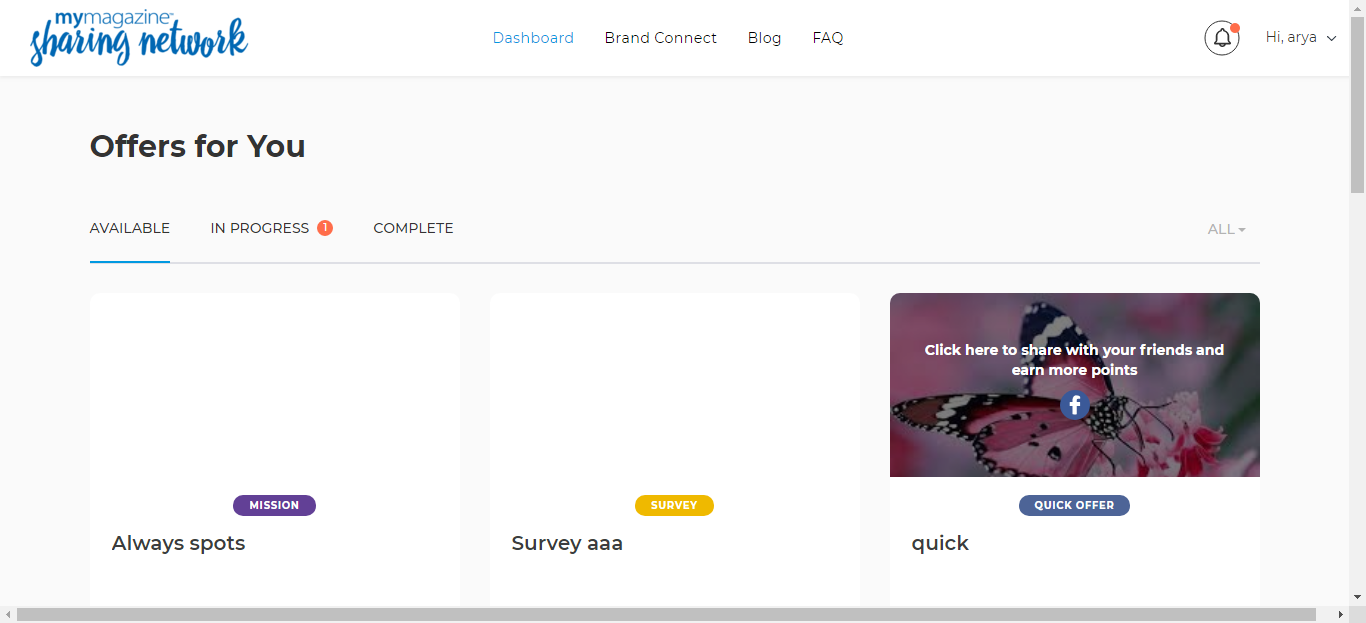 mymagazine™
sharing network
Dashboard Brand Connect Blog FAQ
Hi, arya
Offers for You
AVAILABLE IN PROGRESS 1 COMPLETE
ALL
Click here to share with your friends and
earn more points
f
MISSION
SURVEY
QUICK OFFER
Always spots
Survey aaa
quick